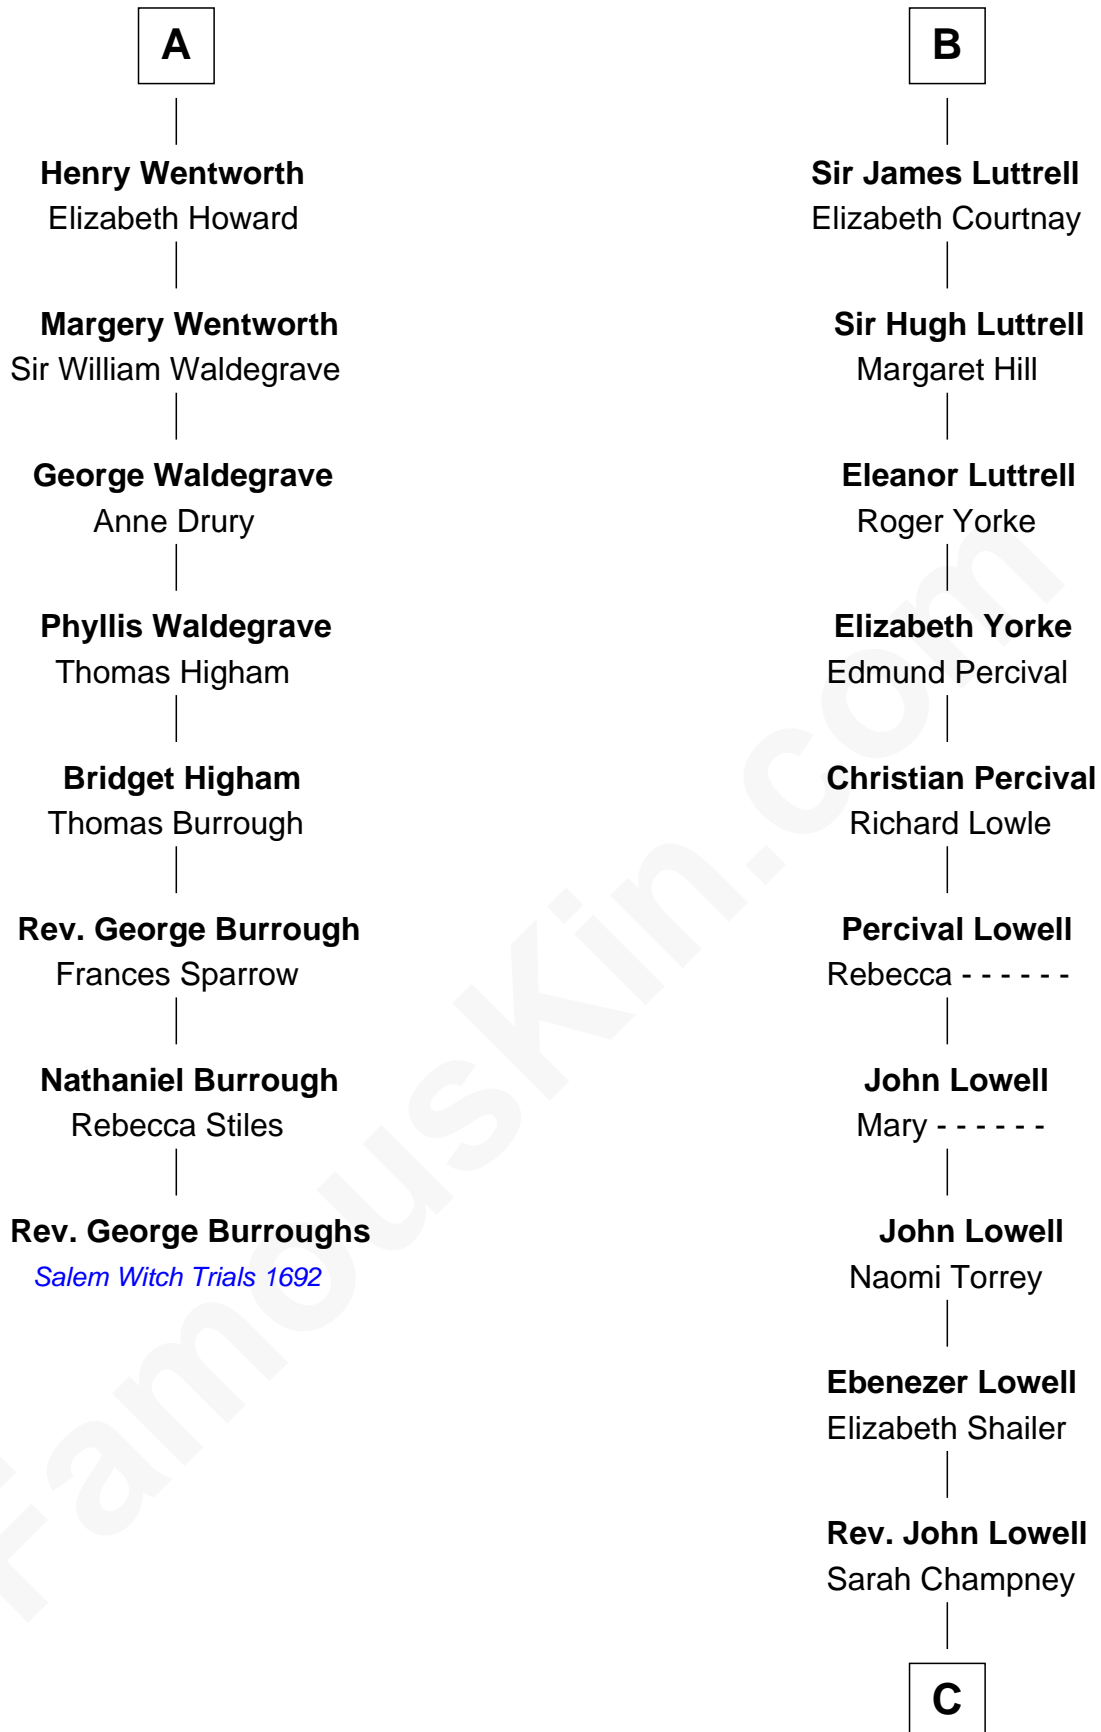 A
Henry Wentworth
Elizabeth Howard
Margery Wentworth
Sir William Waldegrave
George Waldegrave
Anne Drury
Phyllis Waldegrave
Thomas Higham
Bridget Higham
Thomas Burrough
Rev. George Burrough
Frances Sparrow
Nathaniel Burrough
Rebecca Stiles
Rev. George Burroughs
Salem Witch Trials 1692
B
Sir James Luttrell
Elizabeth Courtnay
Sir Hugh Luttrell
Margaret Hill
Eleanor Luttrell
Roger Yorke
Elizabeth Yorke
Edmund Percival
Christian Percival
Richard Lowle
Percival Lowell
Rebecca - - - - - -
John Lowell
Mary - - - - - -
John Lowell
Naomi Torrey
Ebenezer Lowell
Elizabeth Shailer
Rev. John Lowell
Sarah Champney
C
FamousKin.com